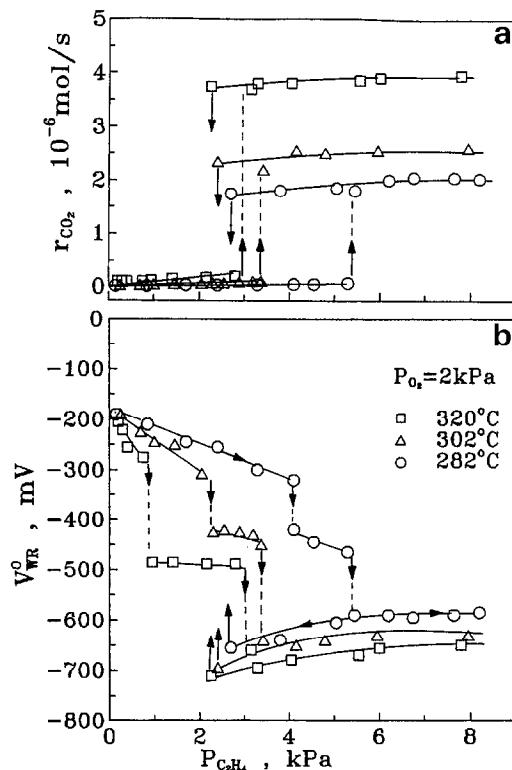 a
5
4
3
2
1
0
r_CO₂ , 10⁻⁶ mol/s
b
0
-100
-200
-300
-400
-500
-600
-700
-800
V⁰_WR , mV
P_O₂=2kPa
□ 320°C
△ 302°C
○ 282°C
0 2 4 6 8
P_C₂H₄ , kPa